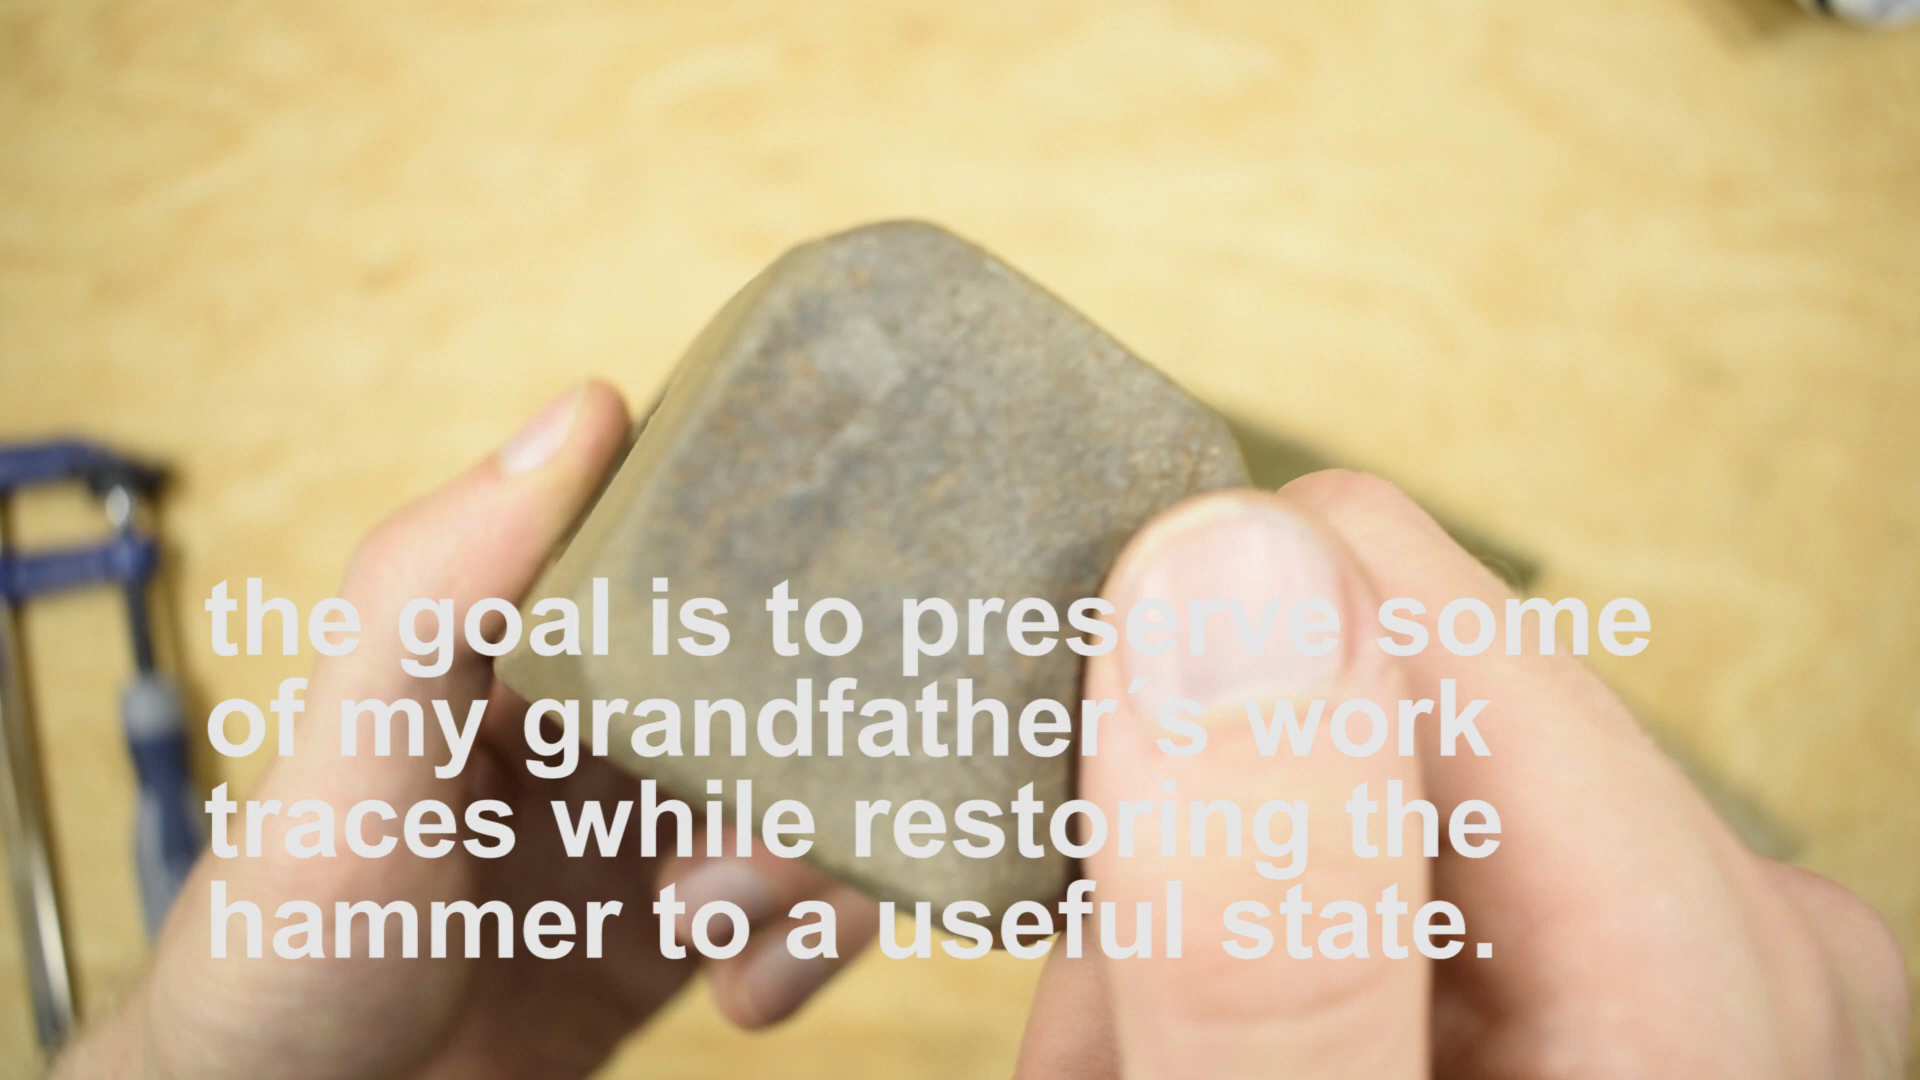 the goal is to preserve some
of my grandfather´s work
traces while restoring the
hammer to a useful state.